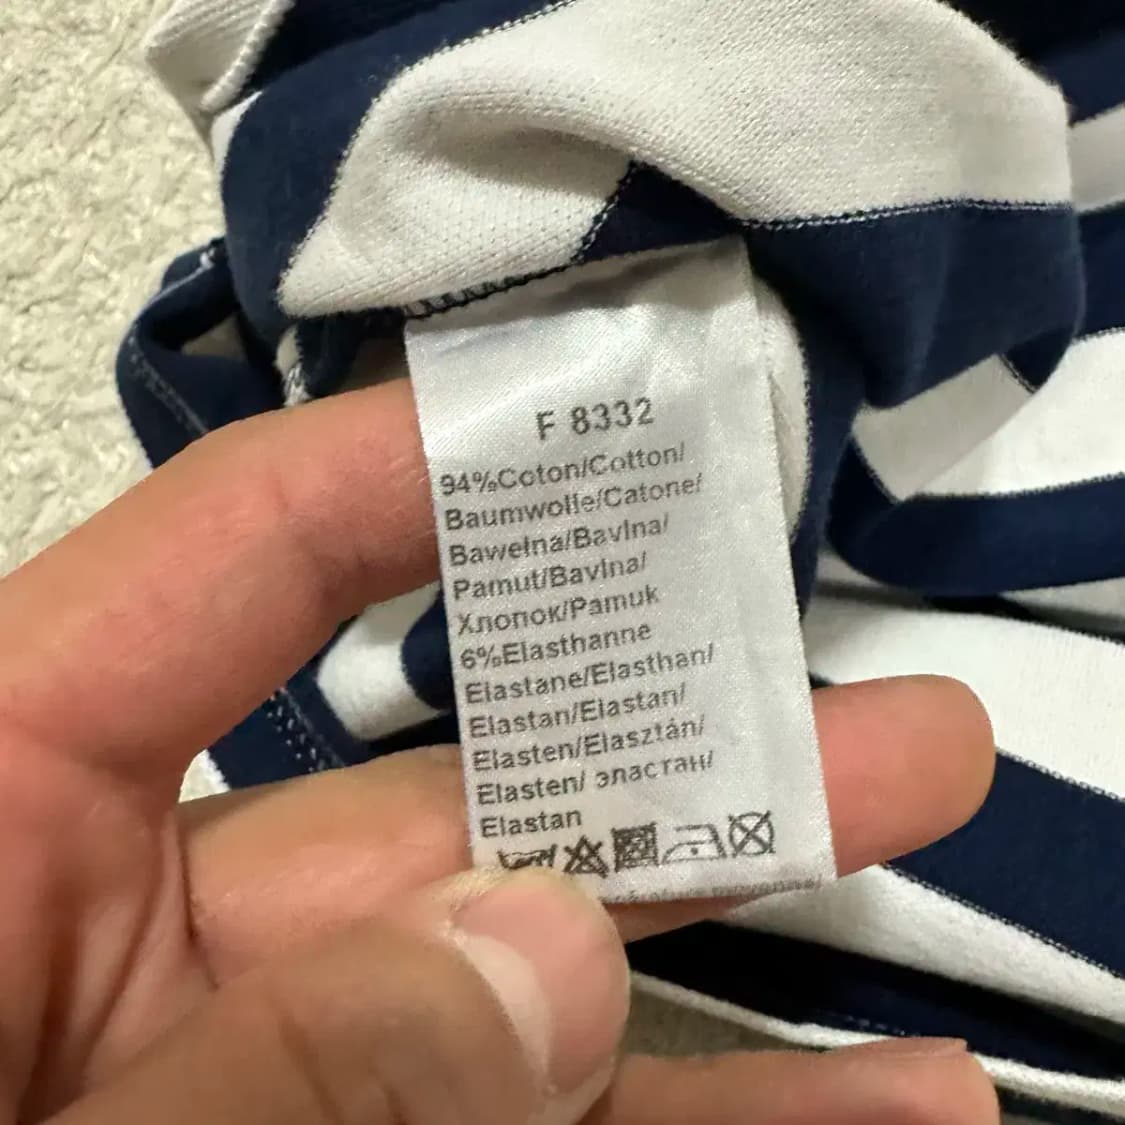 F 8332
94%Coton/Cotton/
Baumwolle/Catone/
Bawełna/Bavlna/
Pamut/Bavlna/
Хлопок/Pamuk
6%Elasthanne
Elastane/Elasthan/
Elastan/Elastan/
Elasten/Elasztán/
Elasten/ эластан/
Elastan